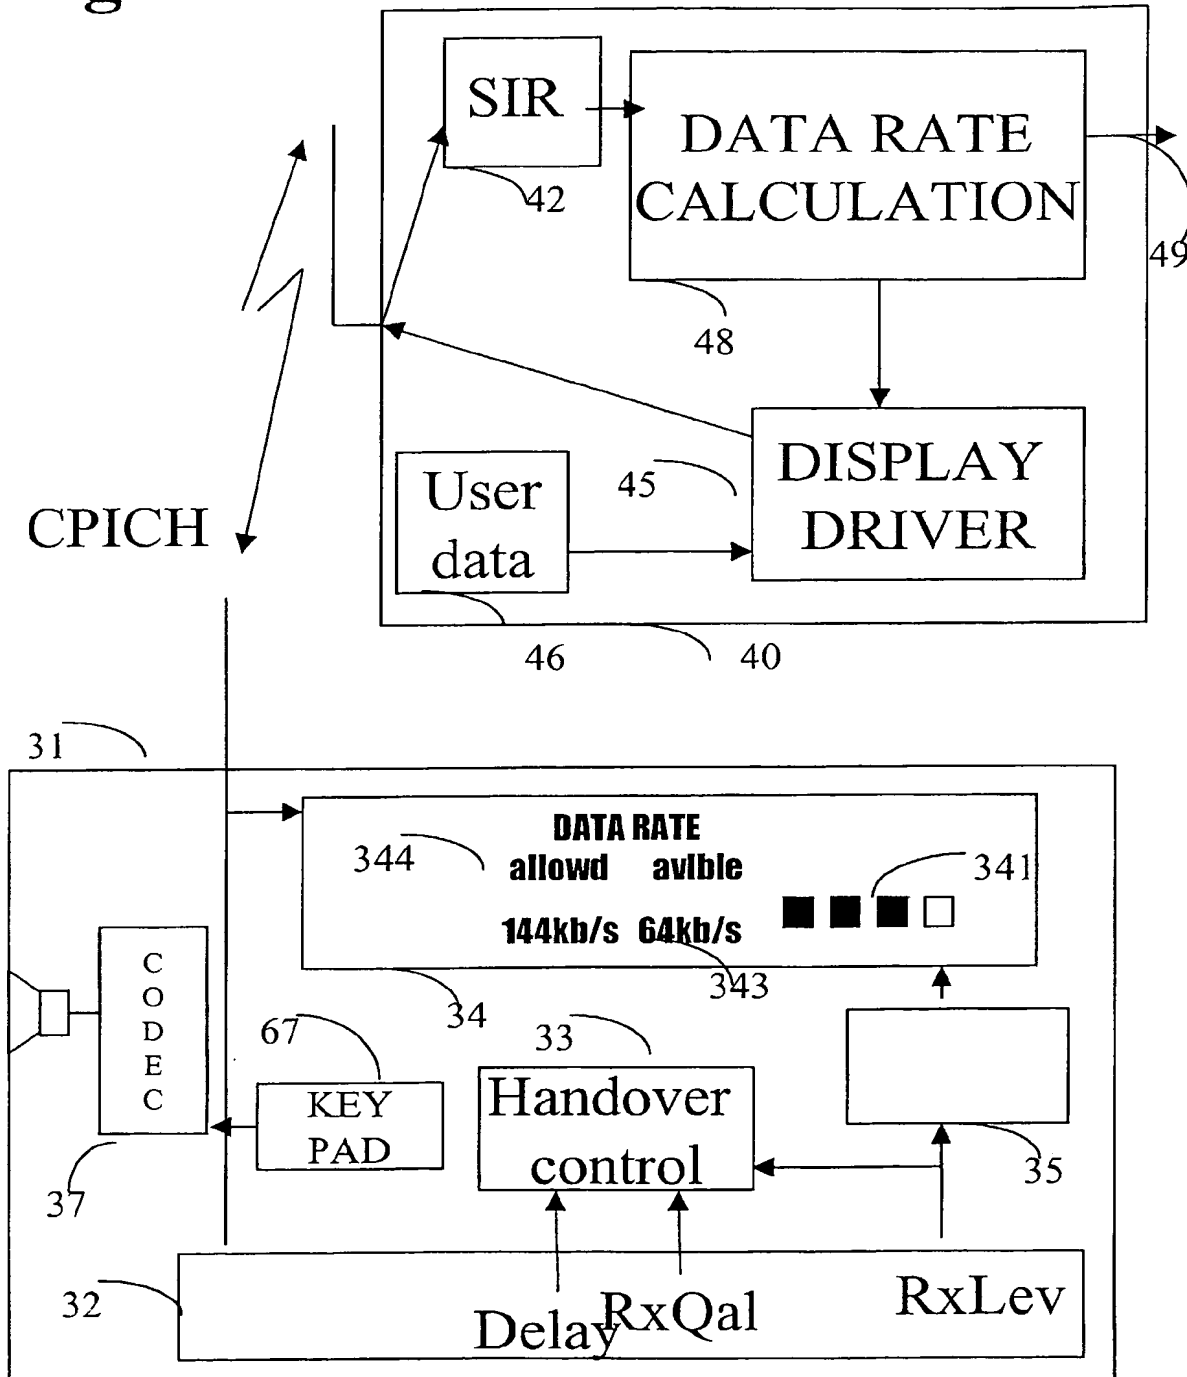 g
SIR
DATA RATE
CALCULATION
42
49
48
DISPLAY
DRIVER
45
User
data
CPICH
46
40
31
DATA RATE
344
allowd avlble
341
144kb/s 64kb/s
343
34
C
O
D
E
C
67
33
KEY
PAD
Handover
control
35
37
32
RxLev
RxQal
Delay